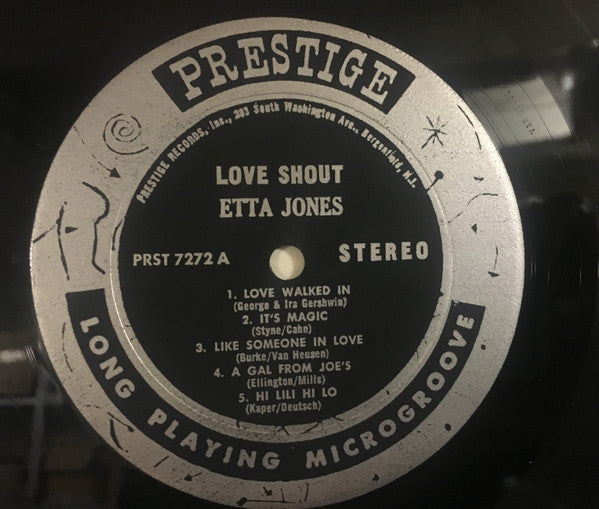 PRESTIGE
PRESTIGE RECORDS, Inc., 203 South Washington Ave., Bergenfield, N.J.
LOVE SHOUT
ETTA JONES
PRST 7272 A
STEREO
1. LOVE WALKED IN
(George & Ira Gershwin)
2. IT'S MAGIC
(Styne/Cahn)
3. LIKE SOMEONE IN LOVE
(Burke/Van Heusen)
4. A GAL FROM JOE'S
(Ellington/Mills)
5. HI LILI HI LO
(Kaper/Deutsch)
LONG PLAYING MICROGROOVE
VAN